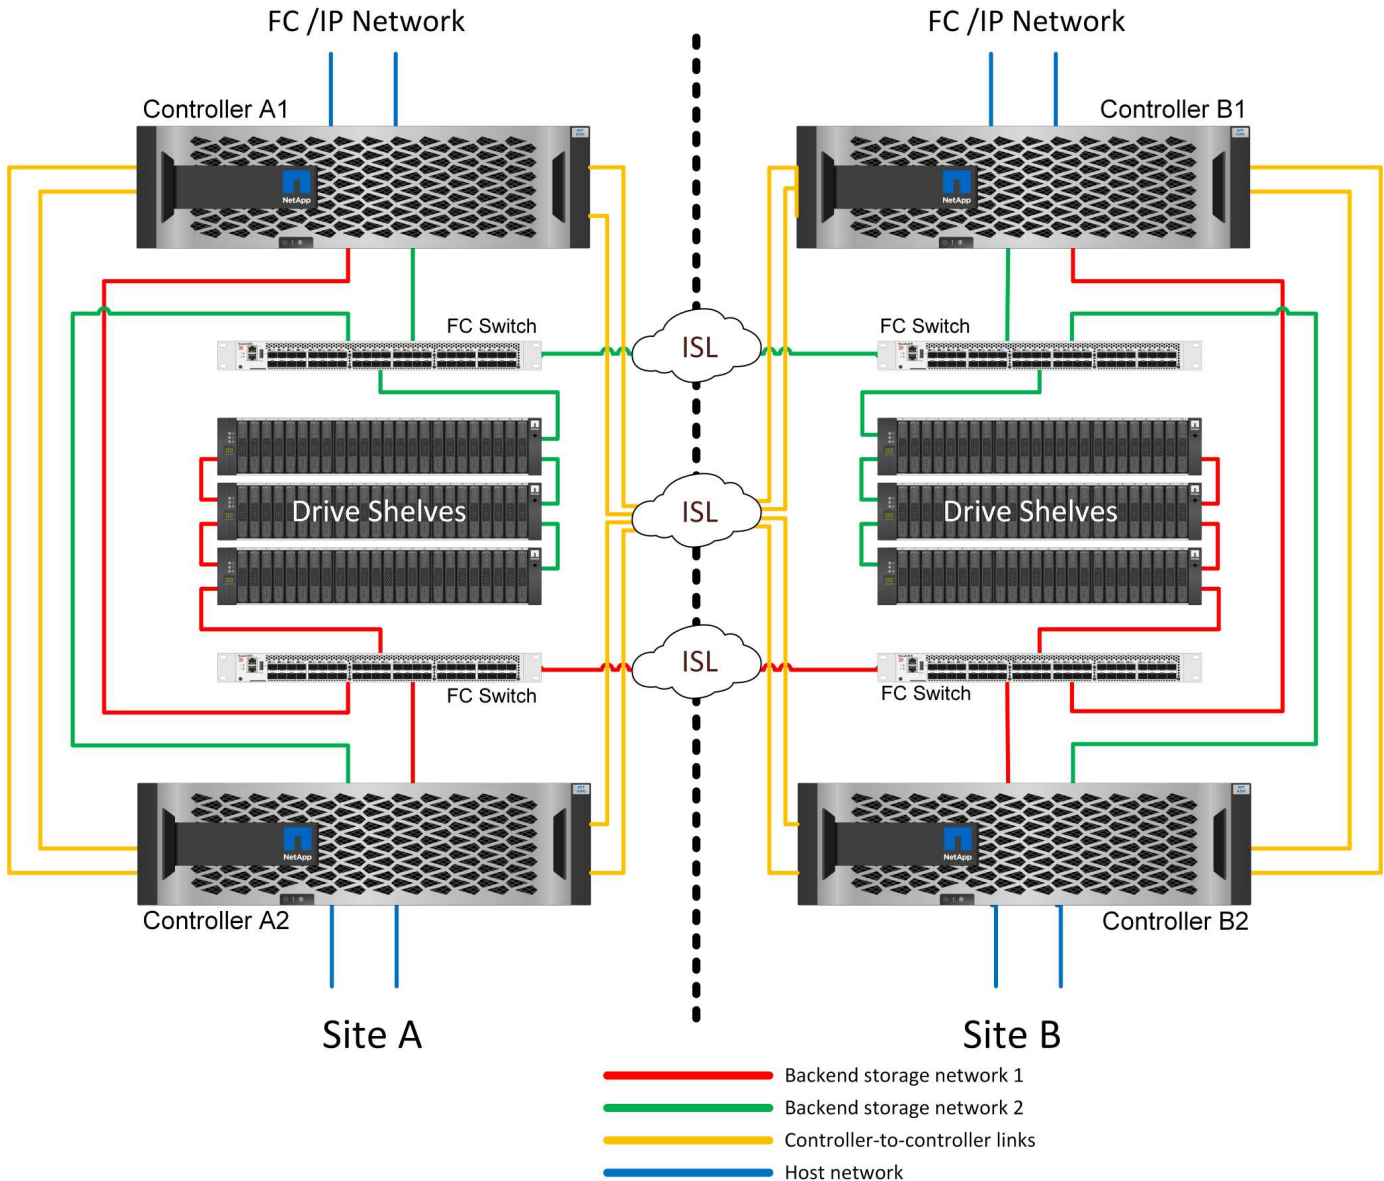 FC /IP Network
FC /IP Network
Controller A1
Controller B1
NetApp
NetApp
FC Switch
ISL
FC Switch
Drive Shelves
ISL
Drive Shelves
ISL
FC Switch
FC Switch
NetApp
NetApp
Controller A2
Controller B2
Site A
Site B
Backend storage network 1
Backend storage network 2
Controller-to-controller links
Host network